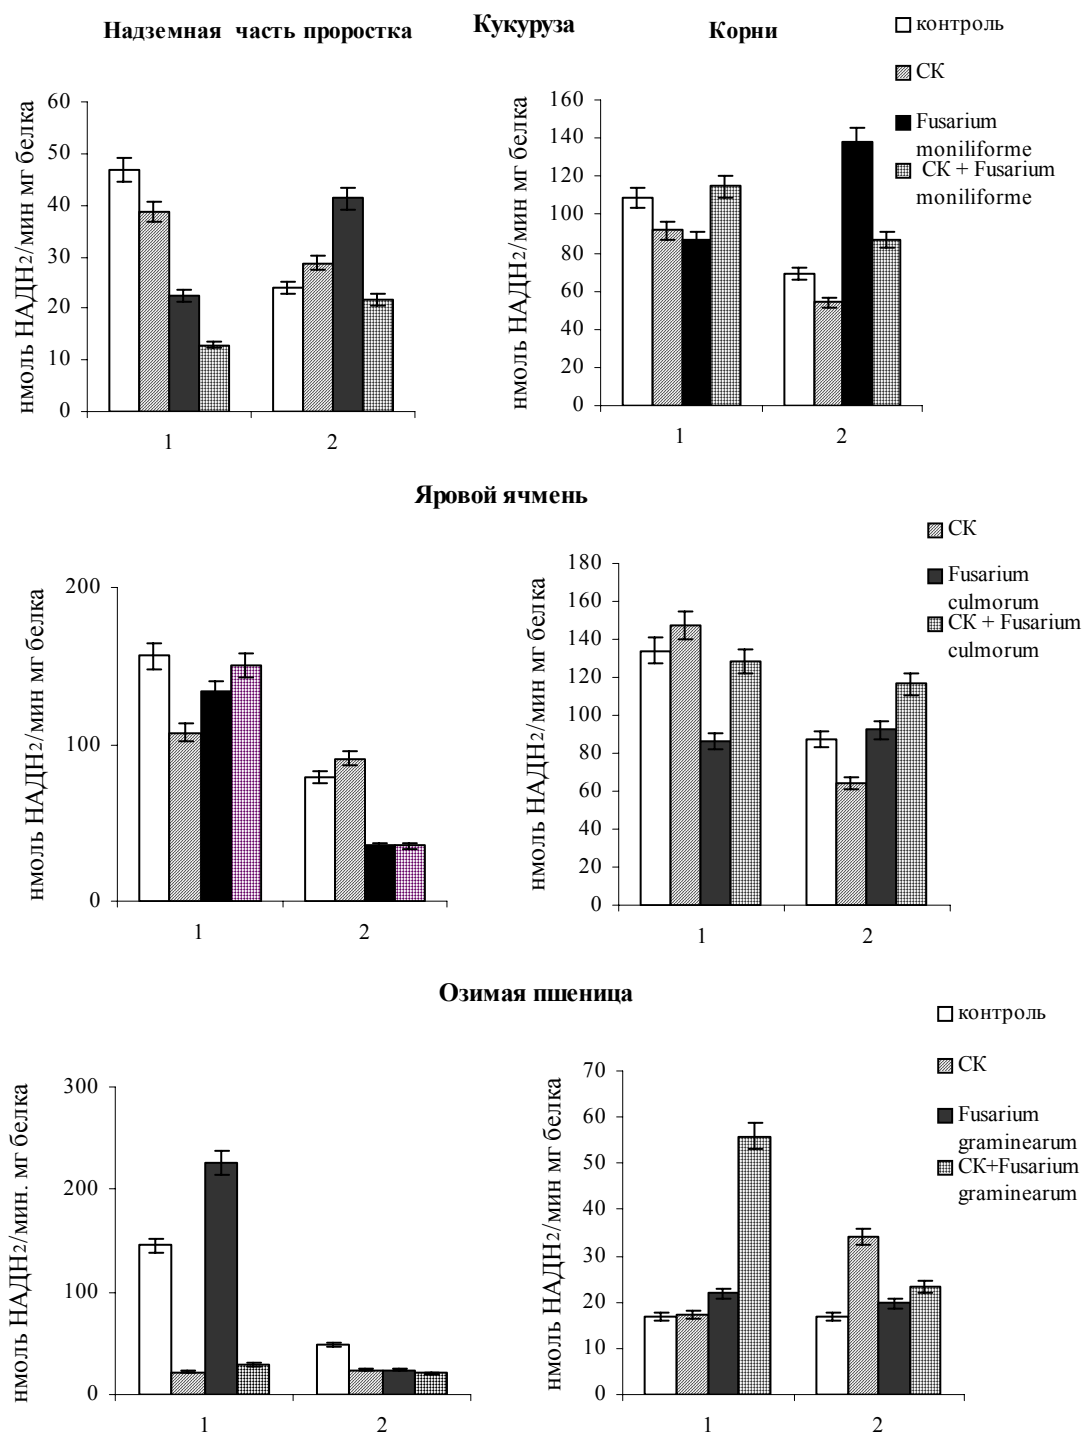 Кукуруза
Надземная часть проростка
Корни
контроль
СК
Fusarium
moniliforme
СК + Fusarium
moniliforme
нмоль НАДН2/мин мг белка
60
50
40
30
20
10
0
1
2
нмоль НАДН2/мин мг белка
160
140
120
100
80
60
40
20
0
1
2
Яровой ячмень
СК
Fusarium
culmorum
СК + Fusarium
culmorum
нмоль НАДН2/мин мг белка
200
100
0
1
2
нмоль НАДН2/мин мг белка
180
160
140
120
100
80
60
40
20
0
1
2
Озимая пшеница
контроль
СК
Fusarium
graminearum
СК+Fusarium
graminearum
нмоль НАДН2/мин. мг белка
300
200
100
0
1
2
нмоль НАДН2/мин мг белка
70
60
50
40
30
20
10
0
1
2